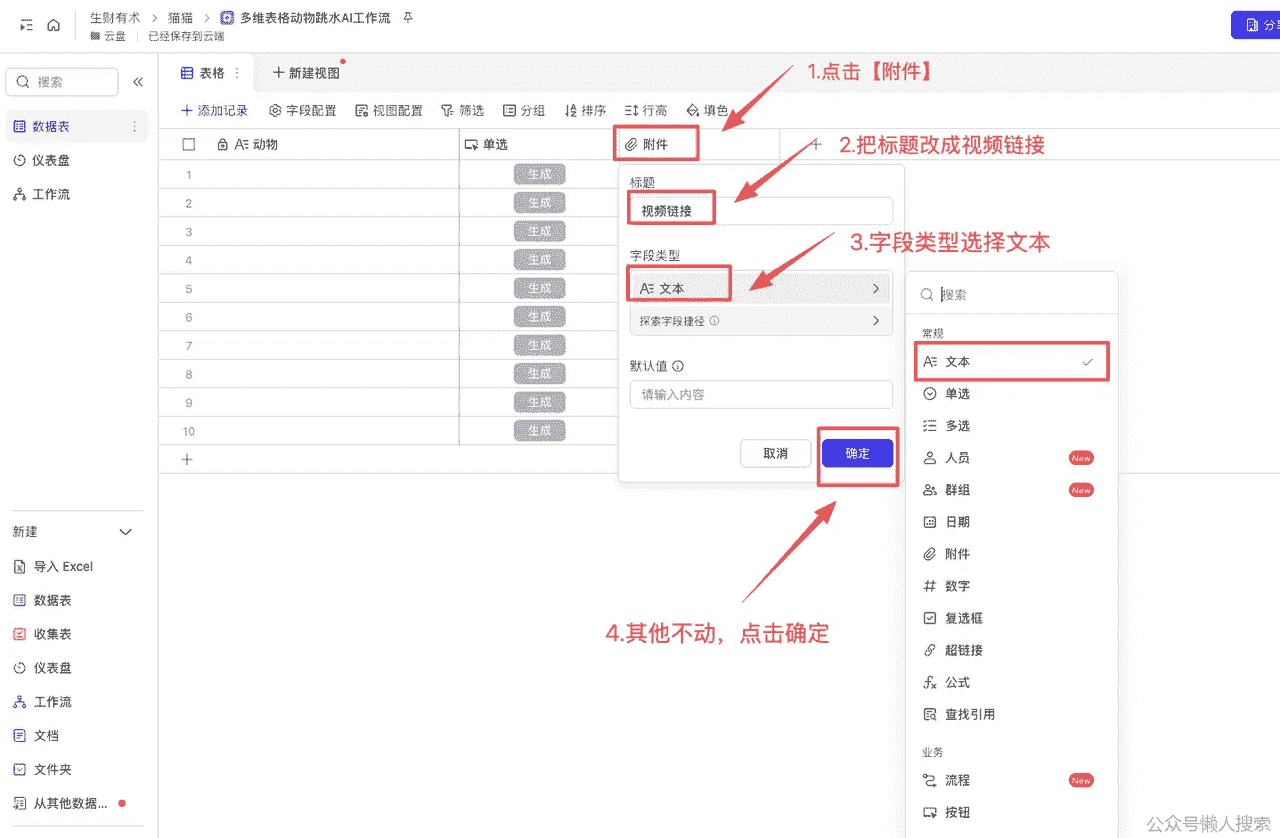 生财有术 > 猫猫 > 多维表格动物跳水AI工作流
云盘 已经保存到云端
分享
搜索
表格
新建视图
1.点击【附件】
添加记录 字段配置 视图配置 筛选 分组 排序 行高 填色
数据表
仪表盘
工作流
动物 单选 附件
2.把标题改成视频链接
1 生成
2 生成
3 生成
4 生成
5 生成
6 生成
7 生成
8 生成
9 生成
10 生成
标题
视频链接
字段类型
3.字段类型选择文本
文本
探索字段捷径
默认值
请输入内容
取消 确定
4.其他不动，点击确定
搜索
常规
文本
单选
多选
人员 New
群组 New
日期
附件
数字
复选框
超链接
公式
查找引用
业务
流程 New
按钮
新建
导入 Excel
数据表
收集表
仪表盘
工作流
文档
文件夹
从其他数据...
公众号懒人搜索